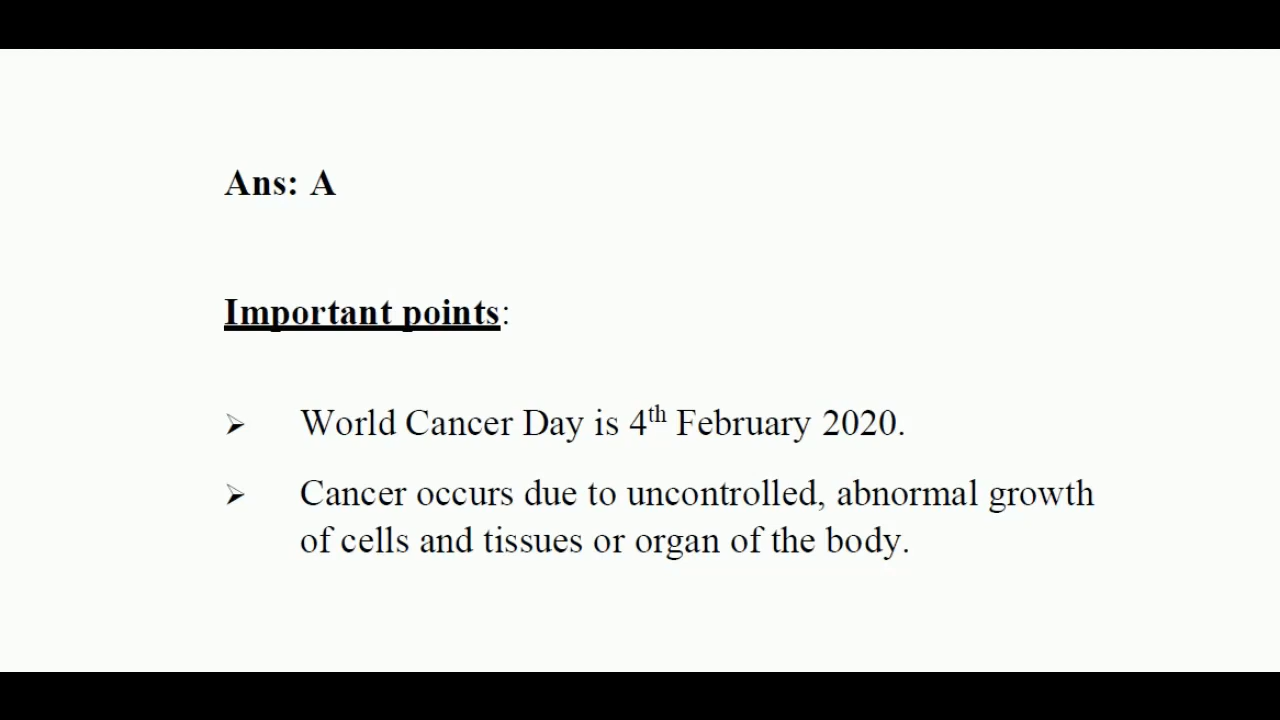 Ans: A
Important points:
➢ World Cancer Day is 4th February 2020.
➢ Cancer occurs due to uncontrolled, abnormal growth
of cells and tissues or organ of the body.